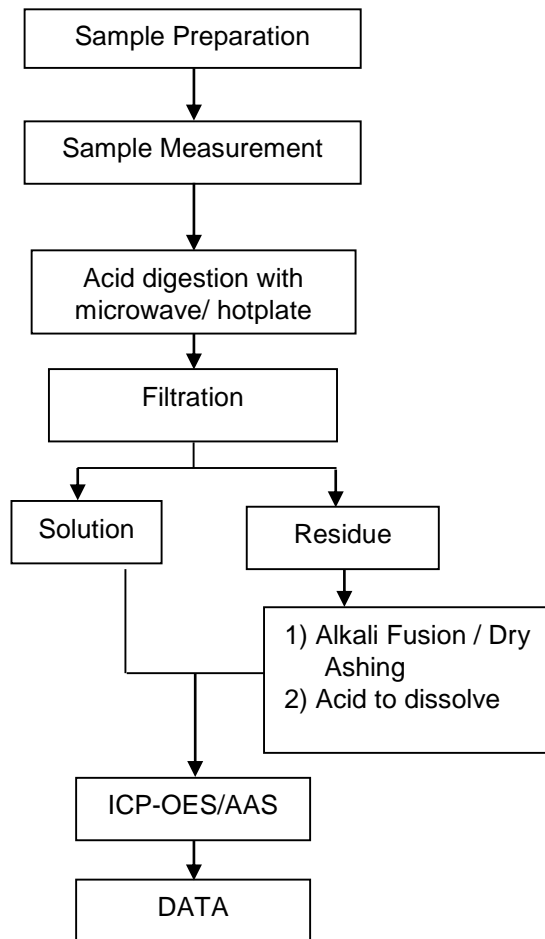 Sample Preparation
Sample Measurement
Acid digestion with
microwave/ hotplate
Filtration
Solution
Residue
1) Alkali Fusion / Dry
Ashing
2) Acid to dissolve
ICP-OES/AAS
DATA